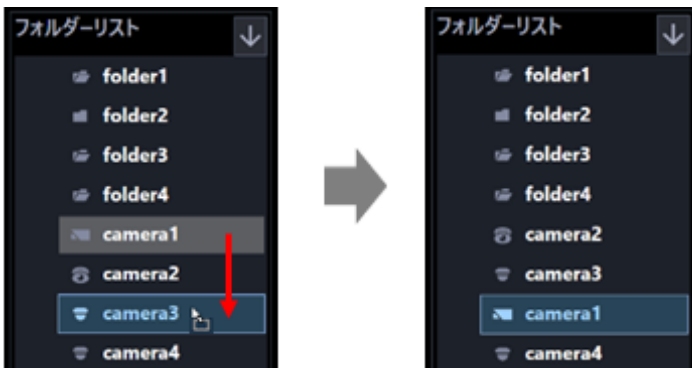 フォルダーリスト
folder1
folder2
folder3
folder4
camera1
camera2
camera3
camera4
フォルダーリスト
folder1
folder2
folder3
folder4
camera2
camera3
camera1
camera4